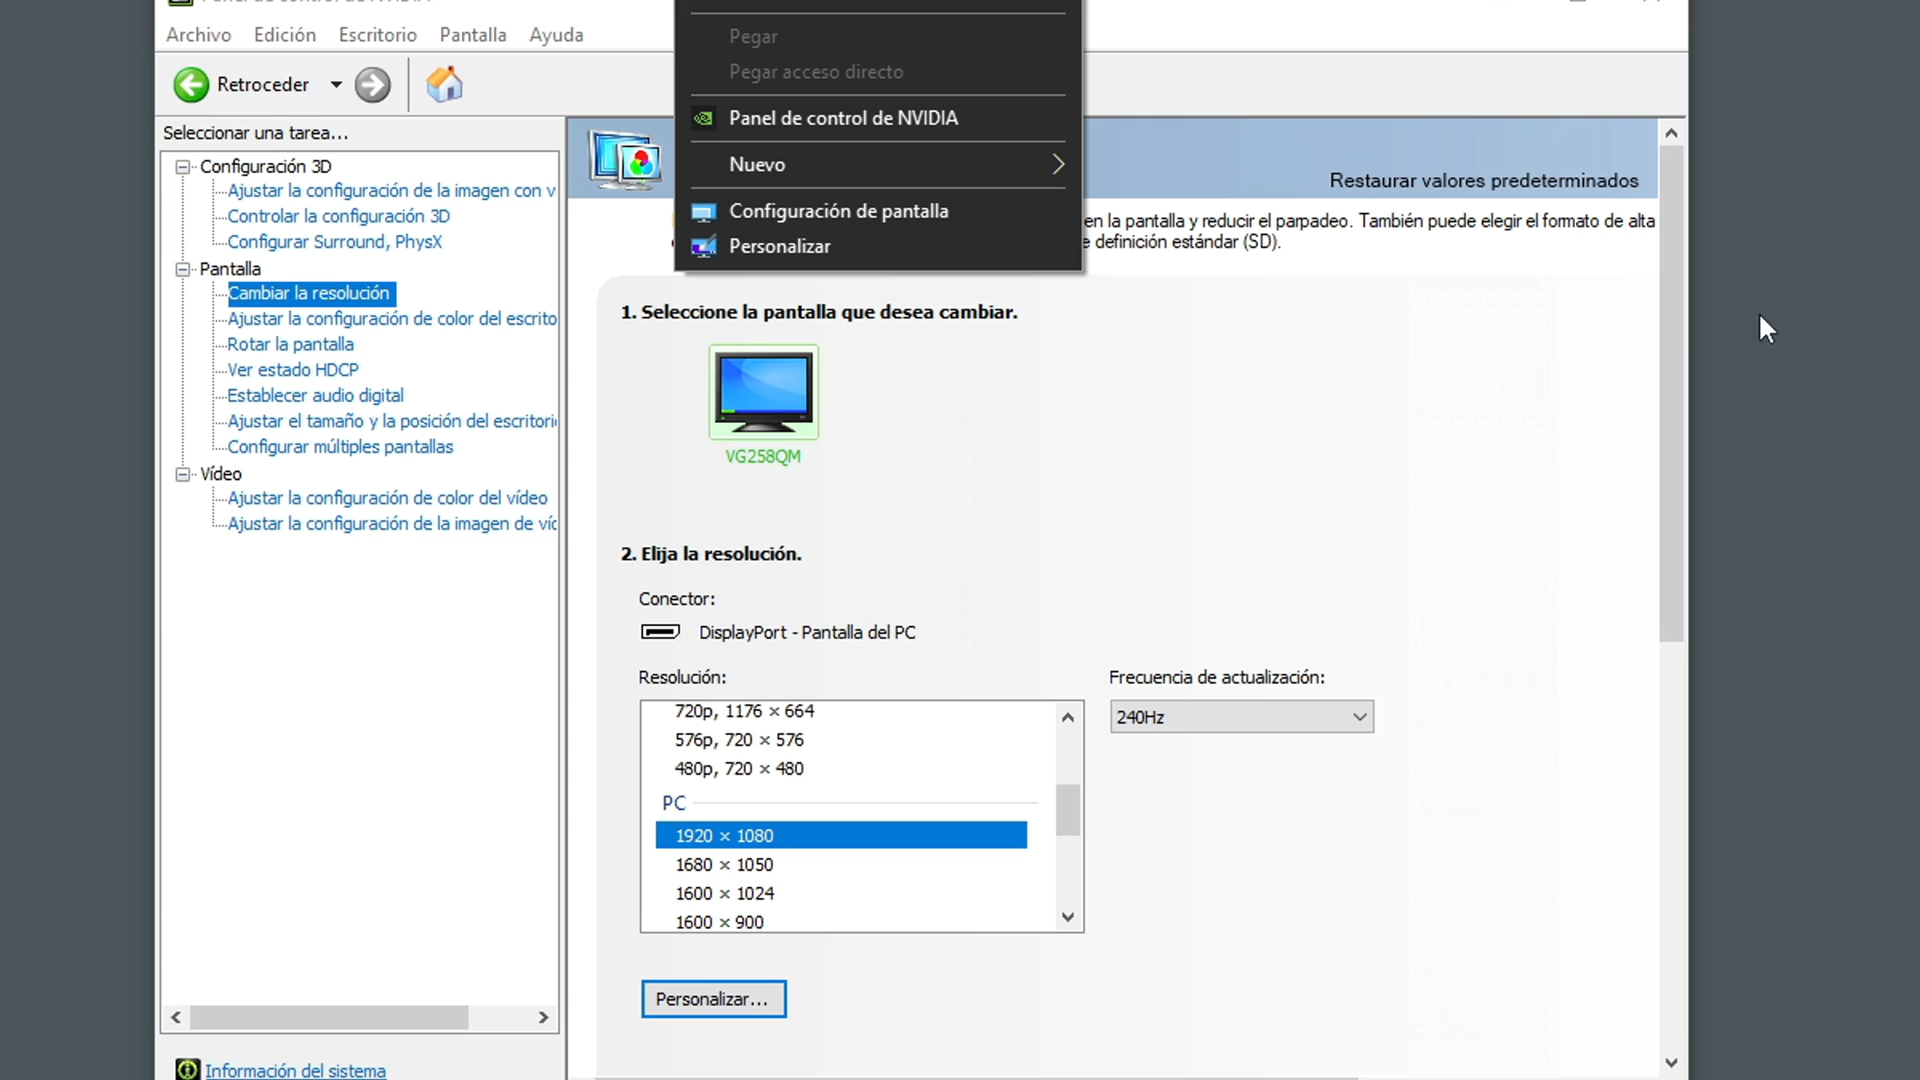 Archivo Edición Escritorio Pantalla Ayuda
Retroceder
Pegar
Pegar acceso directo
Panel de control de NVIDIA
Nuevo
Configuración de pantalla
Personalizar
Seleccionar una tarea...
Configuración 3D
Ajustar la configuración de la imagen con v
Controlar la configuración 3D
Configurar Surround, PhysX
Pantalla
Cambiar la resolución
Ajustar la configuración de color del escrito
Rotar la pantalla
Ver estado HDCP
Establecer audio digital
Ajustar el tamaño y la posición del escritori
Configurar múltiples pantallas
Vídeo
Ajustar la configuración de color del vídeo
Ajustar la configuración de la imagen de víc
Información del sistema
Restaurar valores predeterminados
en la pantalla y reducir el parpadeo. También puede elegir el formato de alta
e definición estándar (SD).
1. Seleccione la pantalla que desea cambiar.
VG258QM
2. Elija la resolución.
Conector:
DisplayPort - Pantalla del PC
Resolución:
Frecuencia de actualización:
240Hz
720p, 1176 × 664
576p, 720 × 576
480p, 720 × 480
PC
1920 × 1080
1680 × 1050
1600 × 1024
1600 × 900
Personalizar...